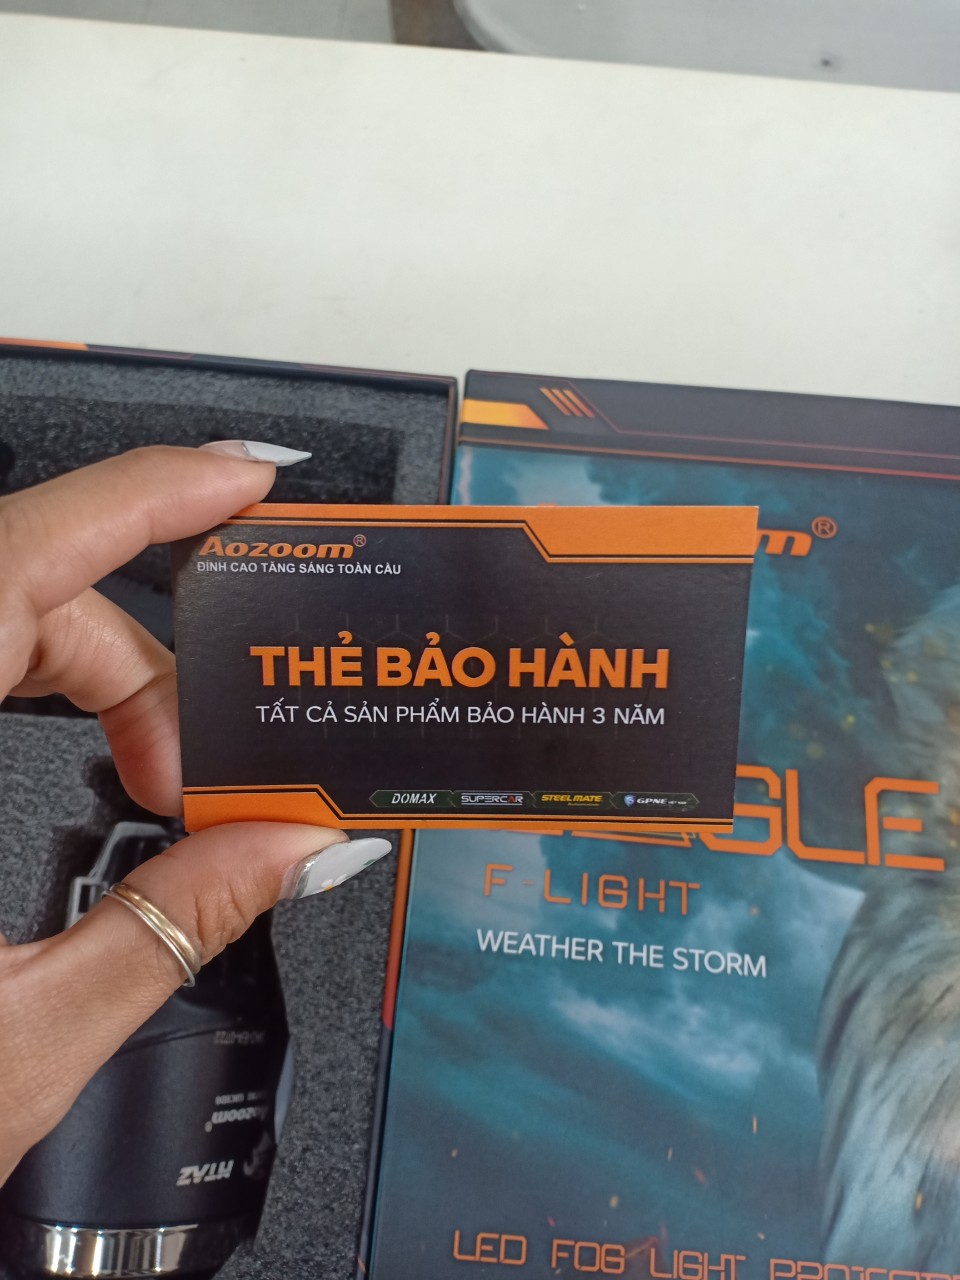 Aozoom®
ĐỈNH CAO TĂNG SÁNG TOÀN CẦU
THẺ BẢO HÀNH
TẤT CẢ SẢN PHẨM BẢO HÀNH 3 NĂM
DOMAX
SUPERCAR
STEELMATE
GPNE
®
F-LIGHT
WEATHER THE STORM
LED FOG LIGHT
Aozoom®